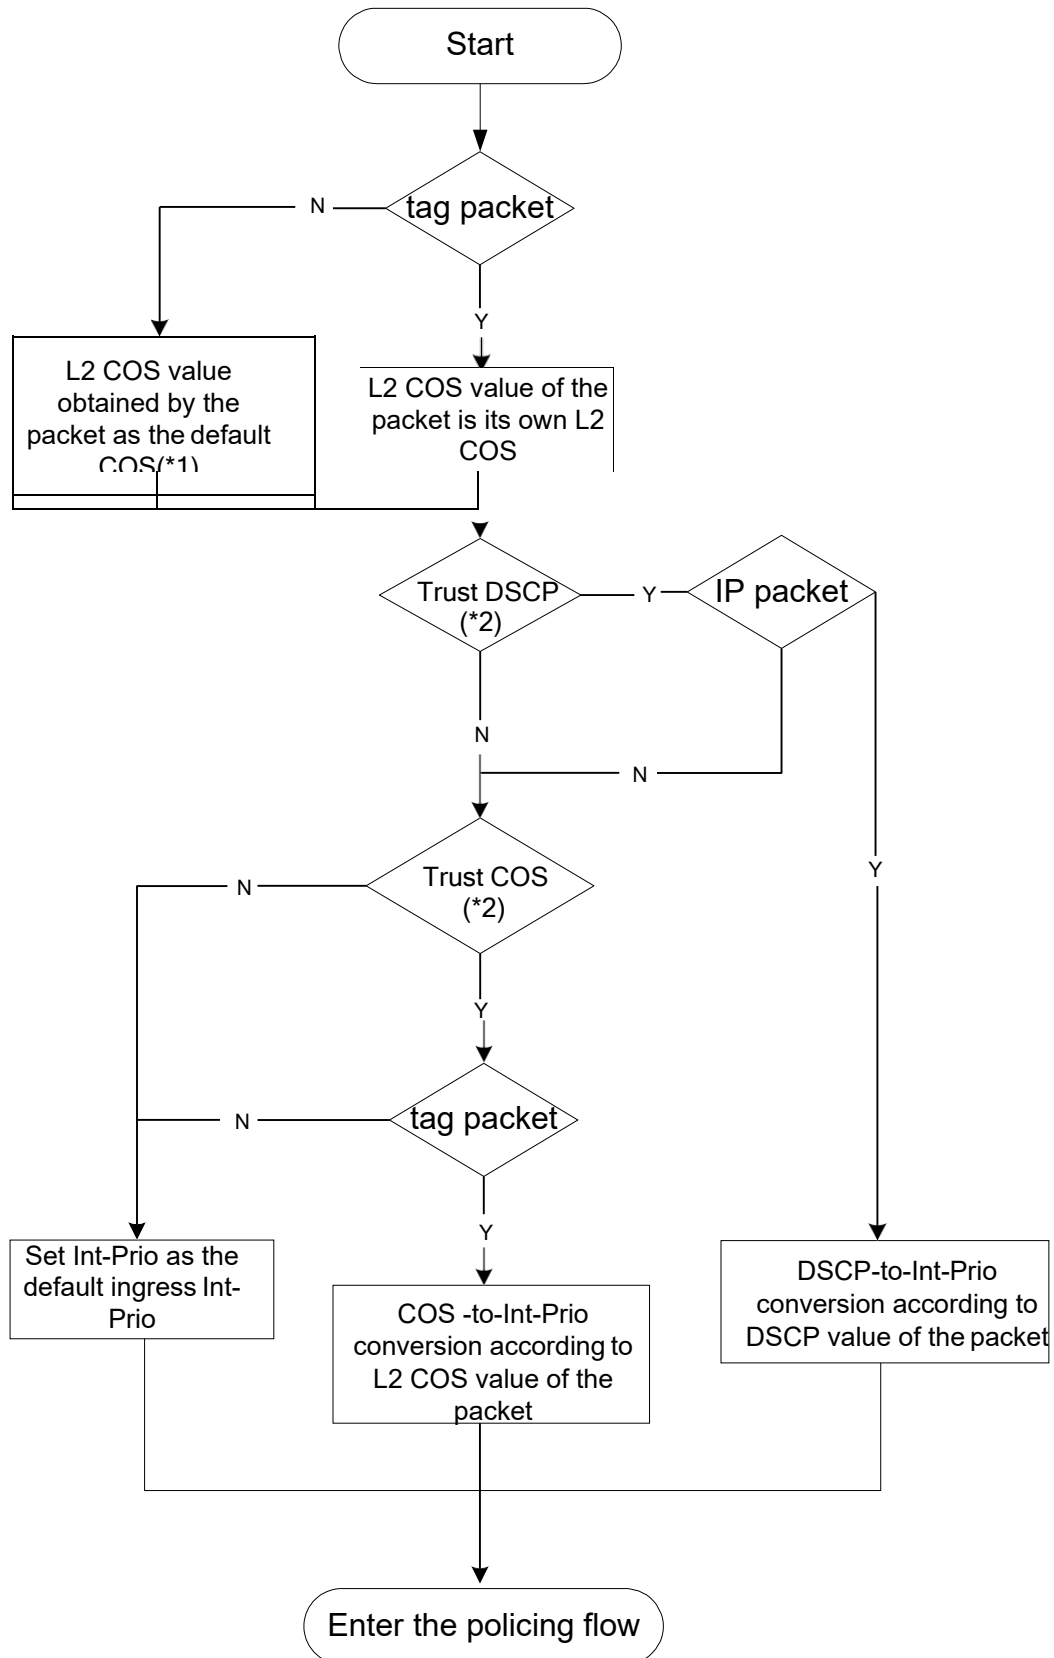 Start
tag packet
N
Y
L2 COS value
obtained by the
packet as the default
COS(*1)
L2 COS value of the
packet is its own L2
COS
Trust DSCP
(*2)
Y
IP packet
N
N
Y
Trust COS
(*2)
N
Y
tag packet
N
Y
Set Int-Prio as the
default ingress Int-
Prio
COS -to-Int-Prio
conversion according to
L2 COS value of the
packet
DSCP-to-Int-Prio
conversion according to
DSCP value of the packet
Enter the policing flow